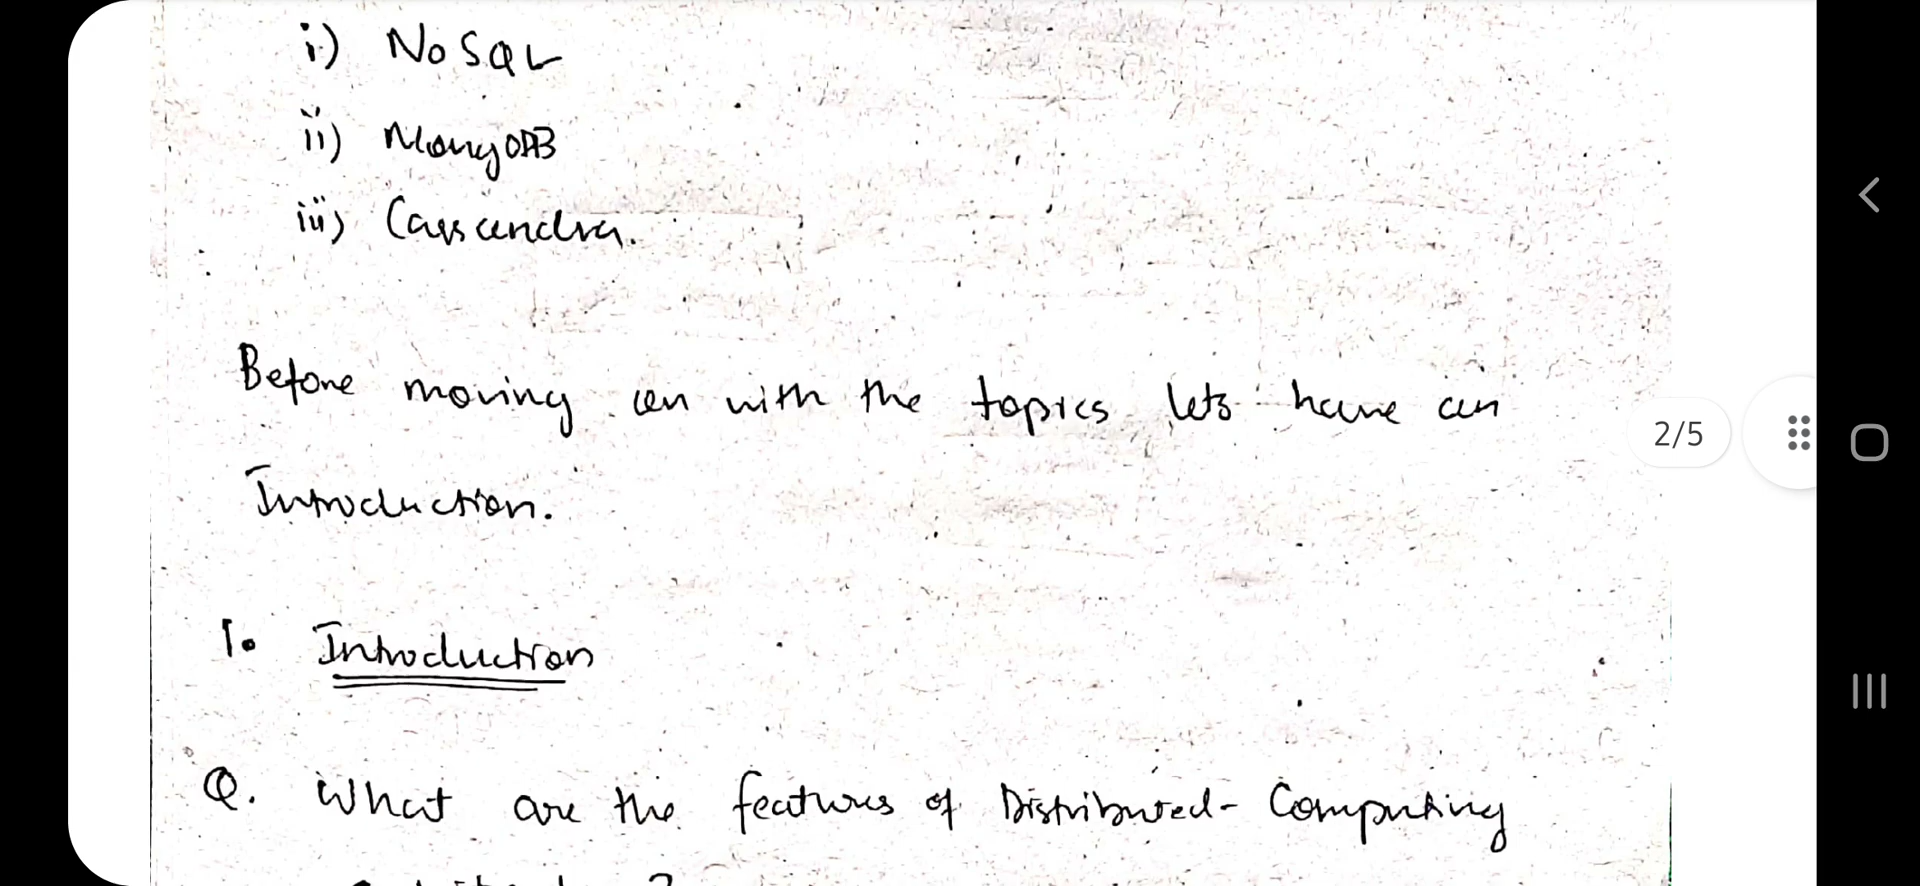 i) NoSQL
ii) MongoDB
iii) Cassandra.
Before moving on with the topics lets have an
Introduction.
1. Introduction
Q. What are the features of Distributed-Computing
2/5